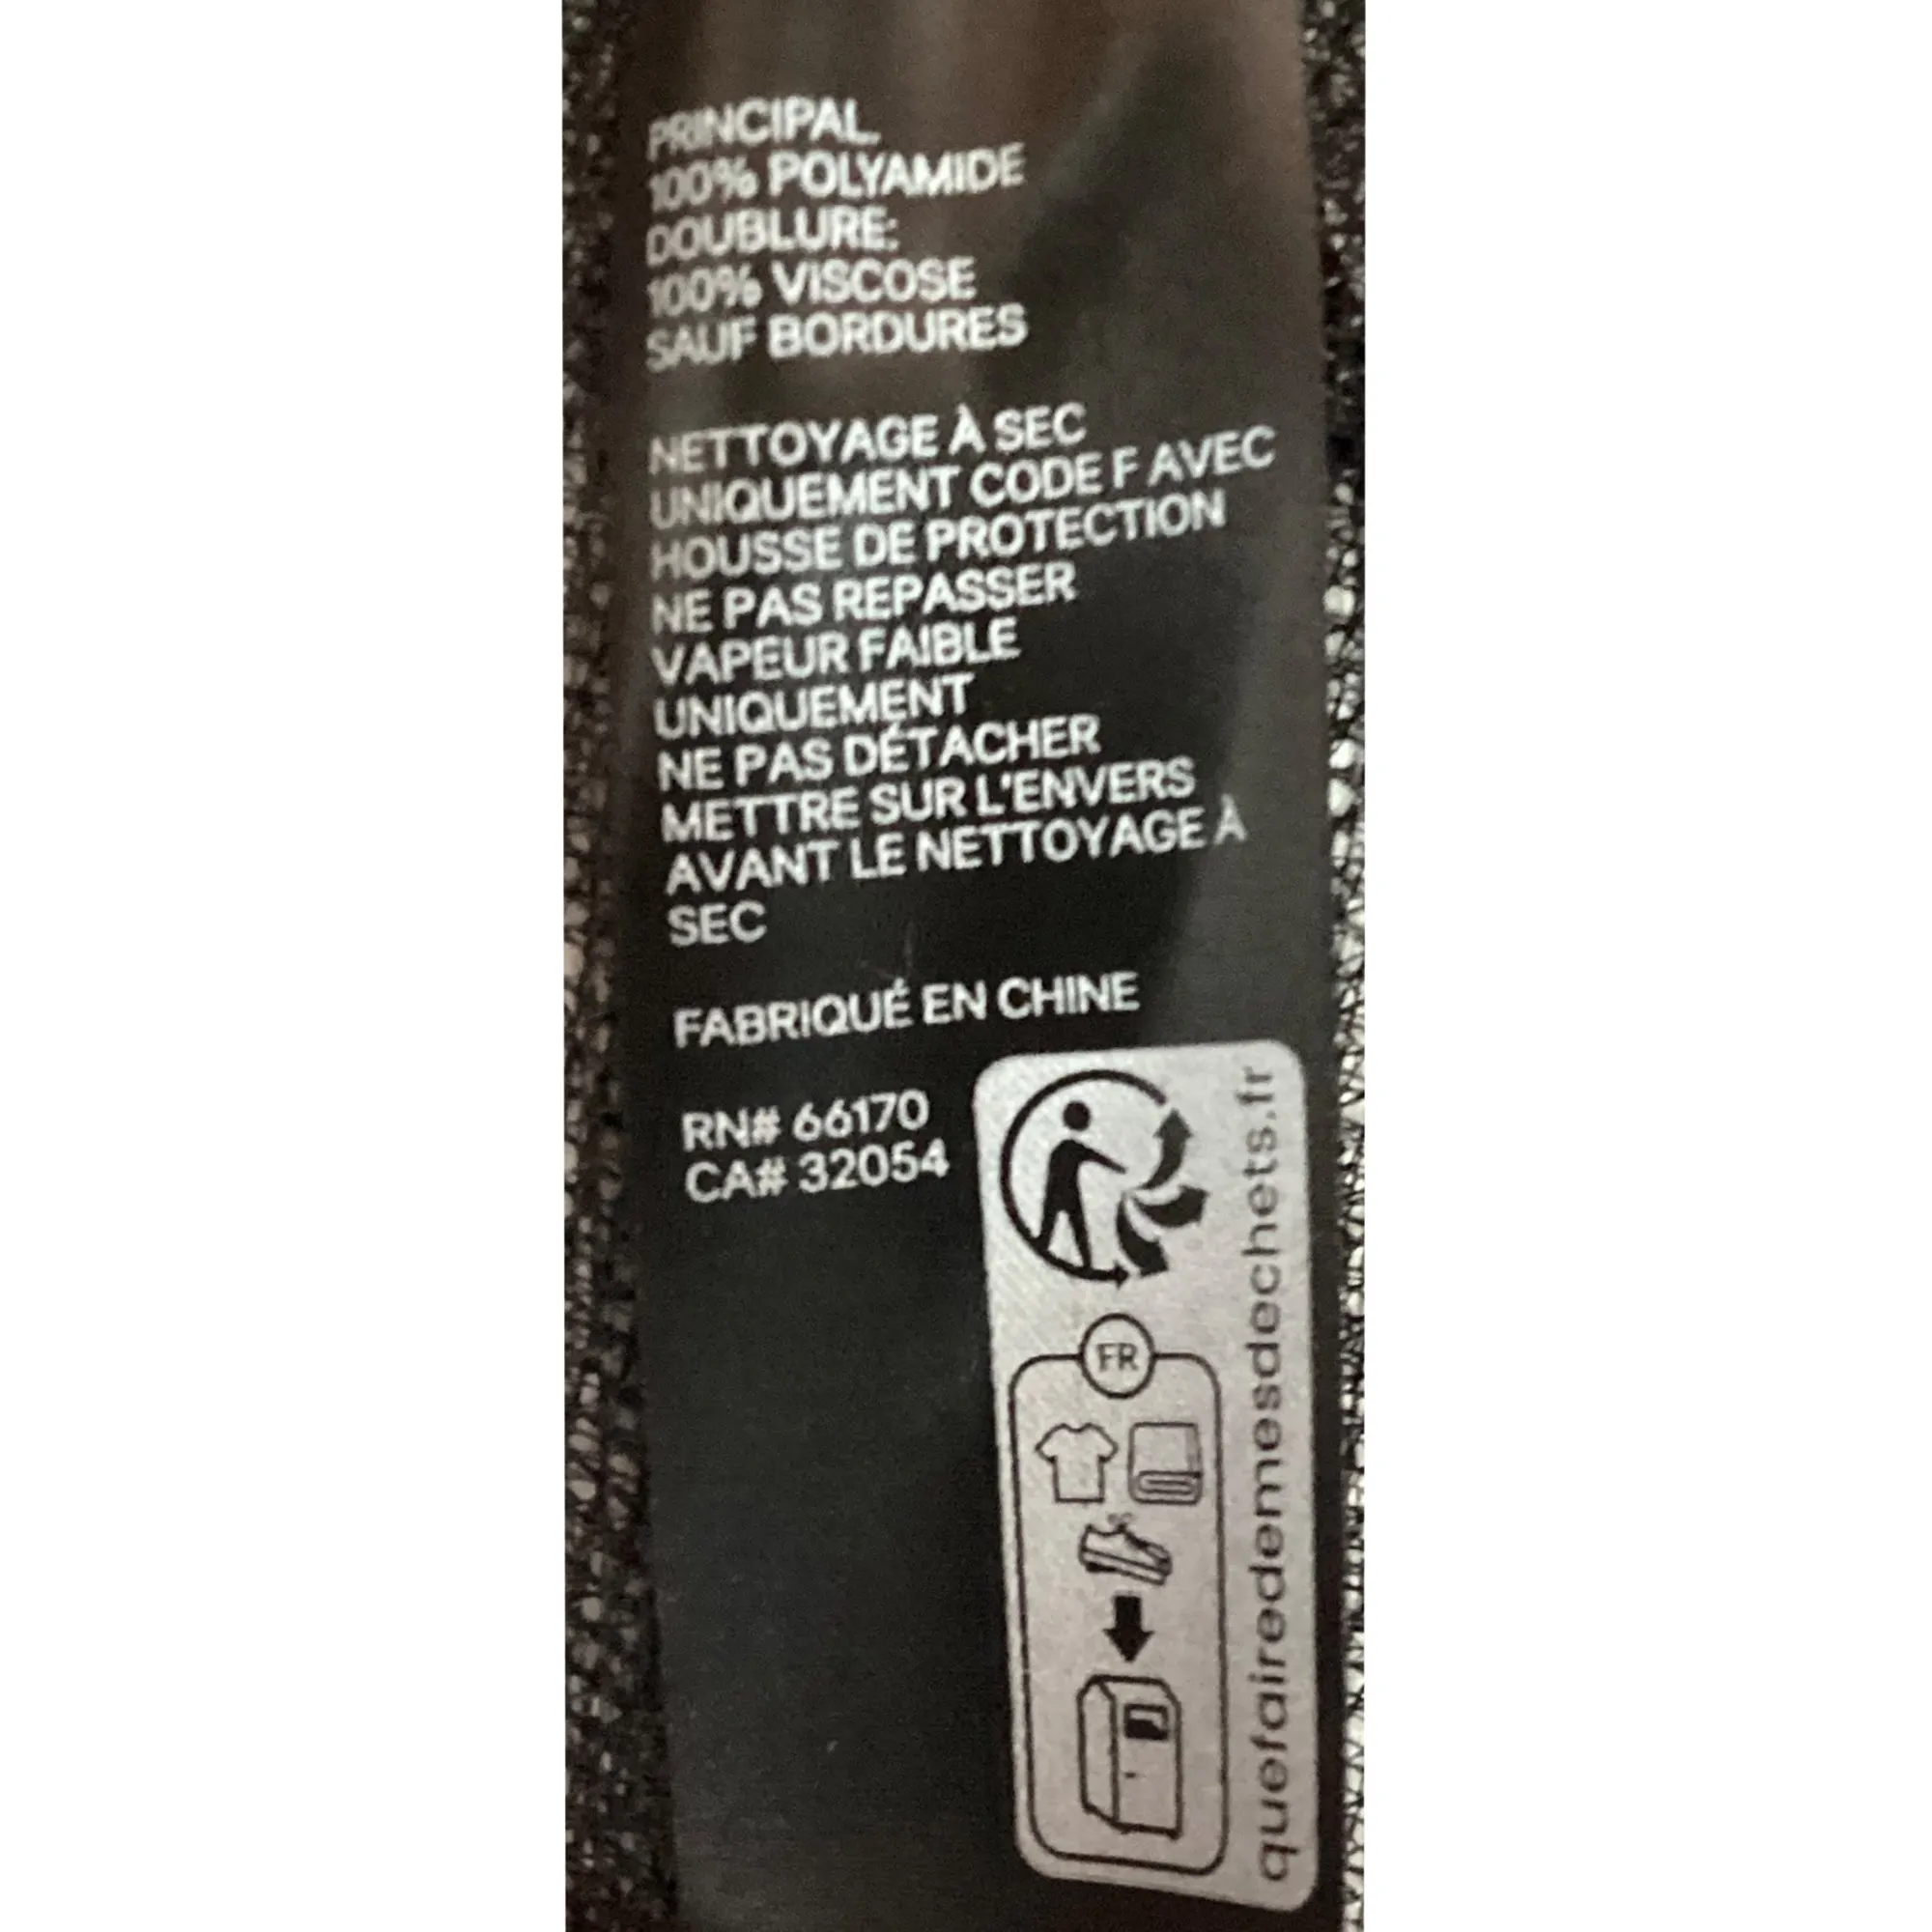 PRINCIPAL
100% POLYAMIDE
DOUBLURE:
100% VISCOSE
SAUF BORDURES
NETTOYAGE À SEC
UNIQUEMENT CODE F AVEC
HOUSSE DE PROTECTION
NE PAS REPASSER
VAPEUR FAIBLE
UNIQUEMENT
NE PAS DÉTACHER
METTRE SUR L'ENVERS
AVANT LE NETTOYAGE À
SEC
FABRIQUÉ EN CHINE
RN# 66170
CA# 32054
FR
quefairedemesdechets.fr